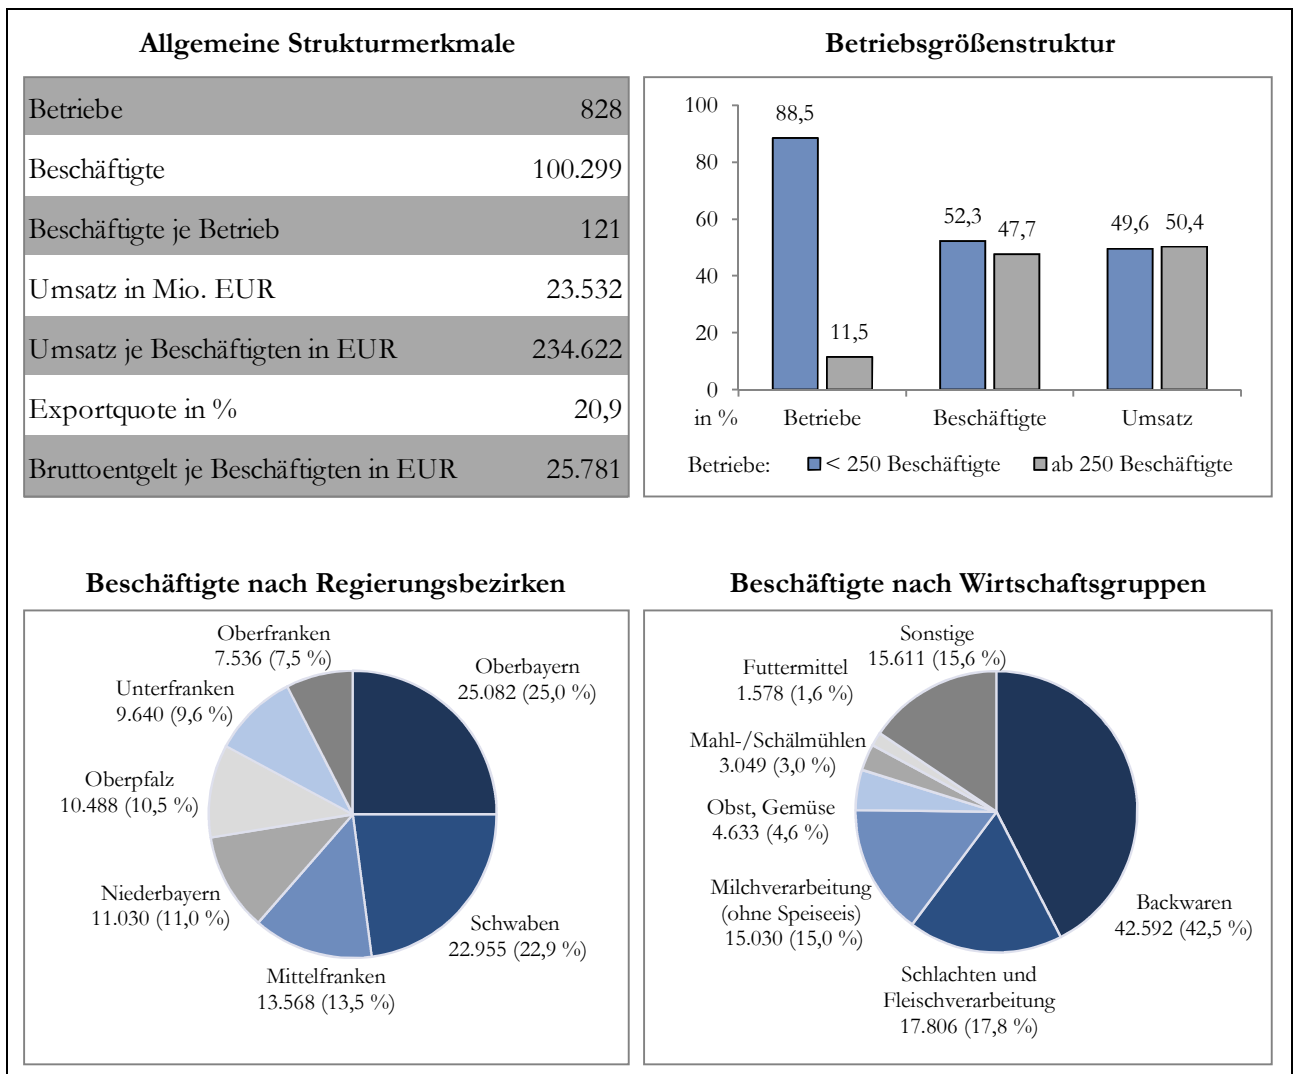 Allgemeine Strukturmerkmale
Betriebe 828
Beschäftigte 100.299
Beschäftigte je Betrieb 121
Umsatz in Mio. EUR 23.532
Umsatz je Beschäftigten in EUR 234.622
Exportquote in % 20,9
Bruttoentgelt je Beschäftigten in EUR 25.781
Betriebsgrößenstruktur
100
80
60
40
20
0
88,5
11,5
52,3
47,7
49,6
50,4
in % Betriebe Beschäftigte Umsatz
Betriebe: < 250 Beschäftigte ab 250 Beschäftigte
Beschäftigte nach Regierungsbezirken
Oberfranken
7.536 (7,5 %)
Oberbayern
25.082 (25,0 %)
Unterfranken
9.640 (9,6 %)
Oberpfalz
10.488 (10,5 %)
Niederbayern
11.030 (11,0 %)
Schwaben
22.955 (22,9 %)
Mittelfranken
13.568 (13,5 %)
Beschäftigte nach Wirtschaftsgruppen
Sonstige
15.611 (15,6 %)
Futtermittel
1.578 (1,6 %)
Mahl-/Schälmühlen
3.049 (3,0 %)
Obst, Gemüse
4.633 (4,6 %)
Milchverarbeitung
(ohne Speiseeis)
15.030 (15,0 %)
Backwaren
42.592 (42,5 %)
Schlachten und
Fleischverarbeitung
17.806 (17,8 %)